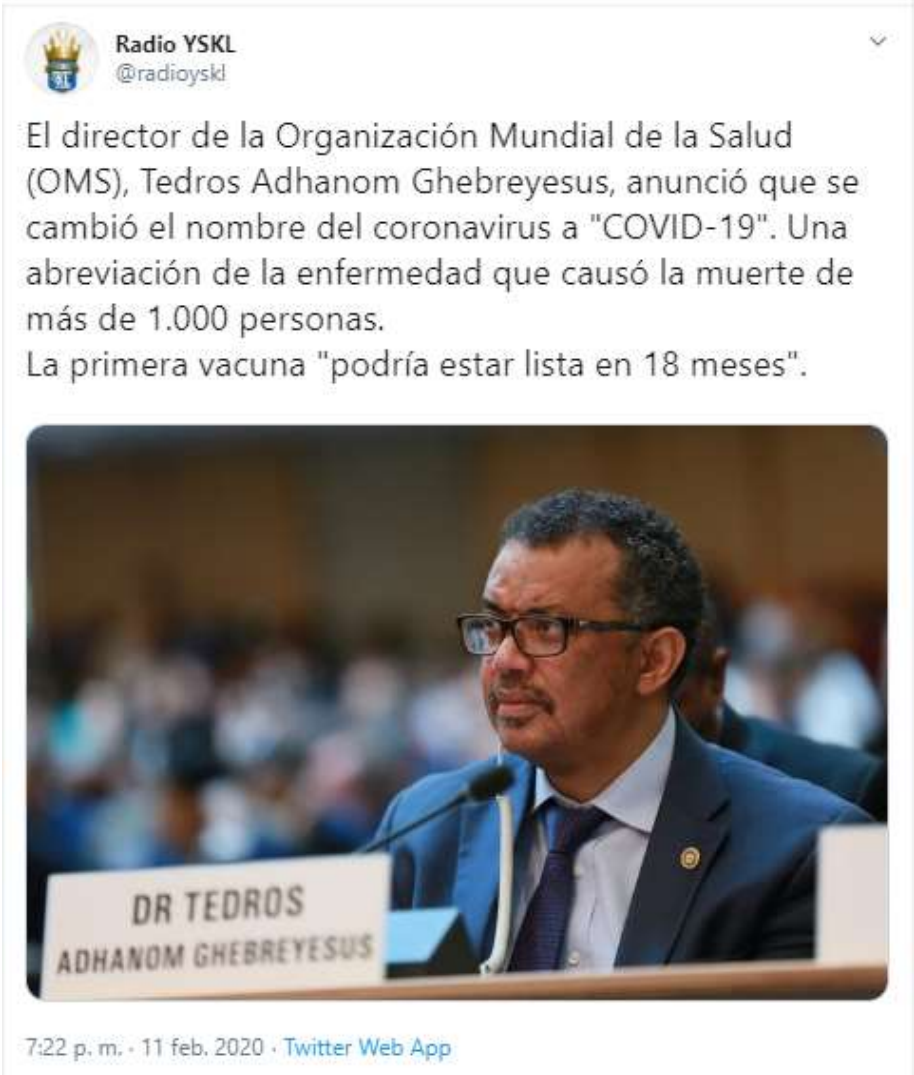 Radio YSKL
@radioyskl
El director de la Organización Mundial de la Salud
(OMS), Tedros Adhanom Ghebreyesus, anunció que se
cambió el nombre del coronavirus a "COVID-19". Una
abreviación de la enfermedad que causó la muerte de
más de 1.000 personas.
La primera vacuna "podría estar lista en 18 meses".
DR TEDROS
ADHANOM GHEBREYESUS
7:22 p. m. · 11 feb. 2020 · Twitter Web App